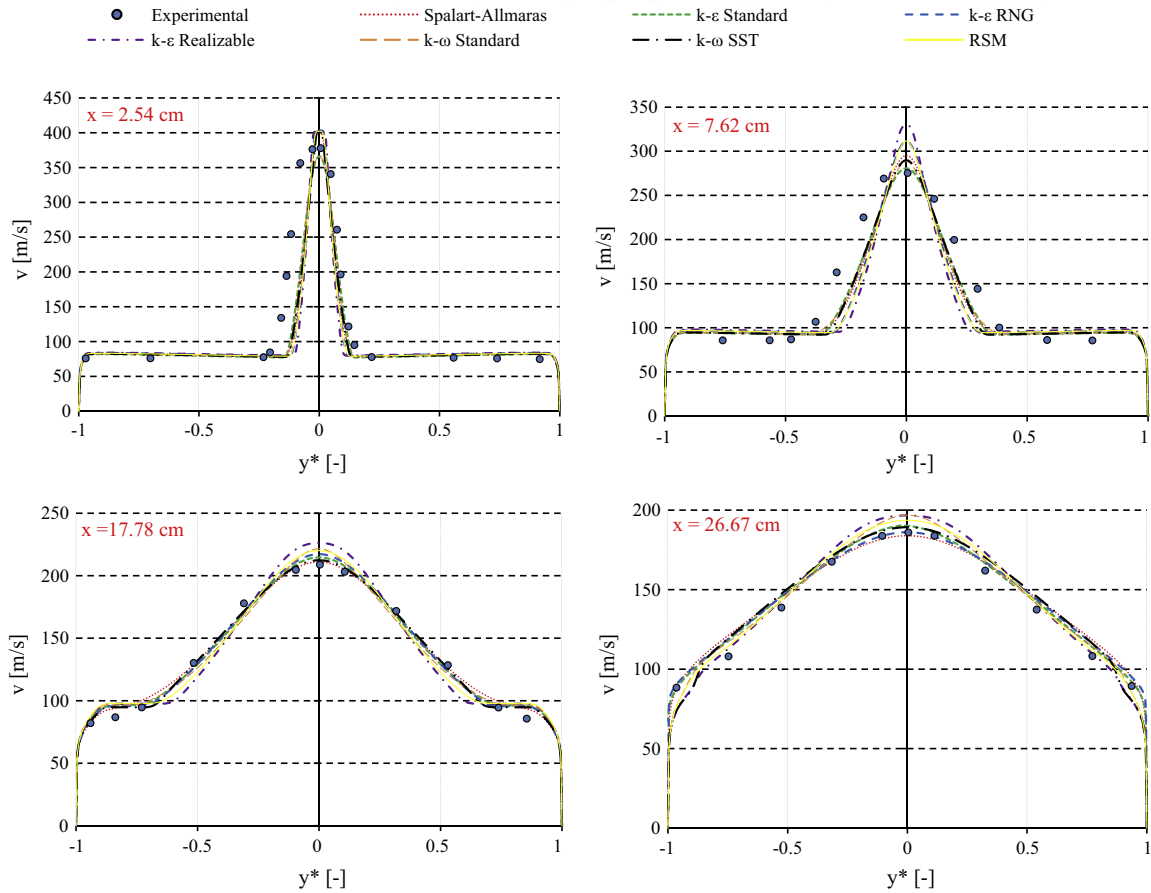 Experimental Spalart-Allmaras k-ε Standard k-ε RNG
k-ε Realizable k-ω Standard k-ω SST RSM
x = 2.54 cm
450
400
350
300
250
200
150
100
50
0
v [m/s]
-1 -0.5 0 0.5 1
y* [-]
x = 7.62 cm
350
300
250
200
150
100
50
0
v [m/s]
-1 -0.5 0 0.5 1
y* [-]
x =17.78 cm
250
200
150
100
50
0
v [m/s]
-1 -0.5 0 0.5 1
y* [-]
x = 26.67 cm
200
150
100
50
0
v [m/s]
-1 -0.5 0 0.5 1
y* [-]